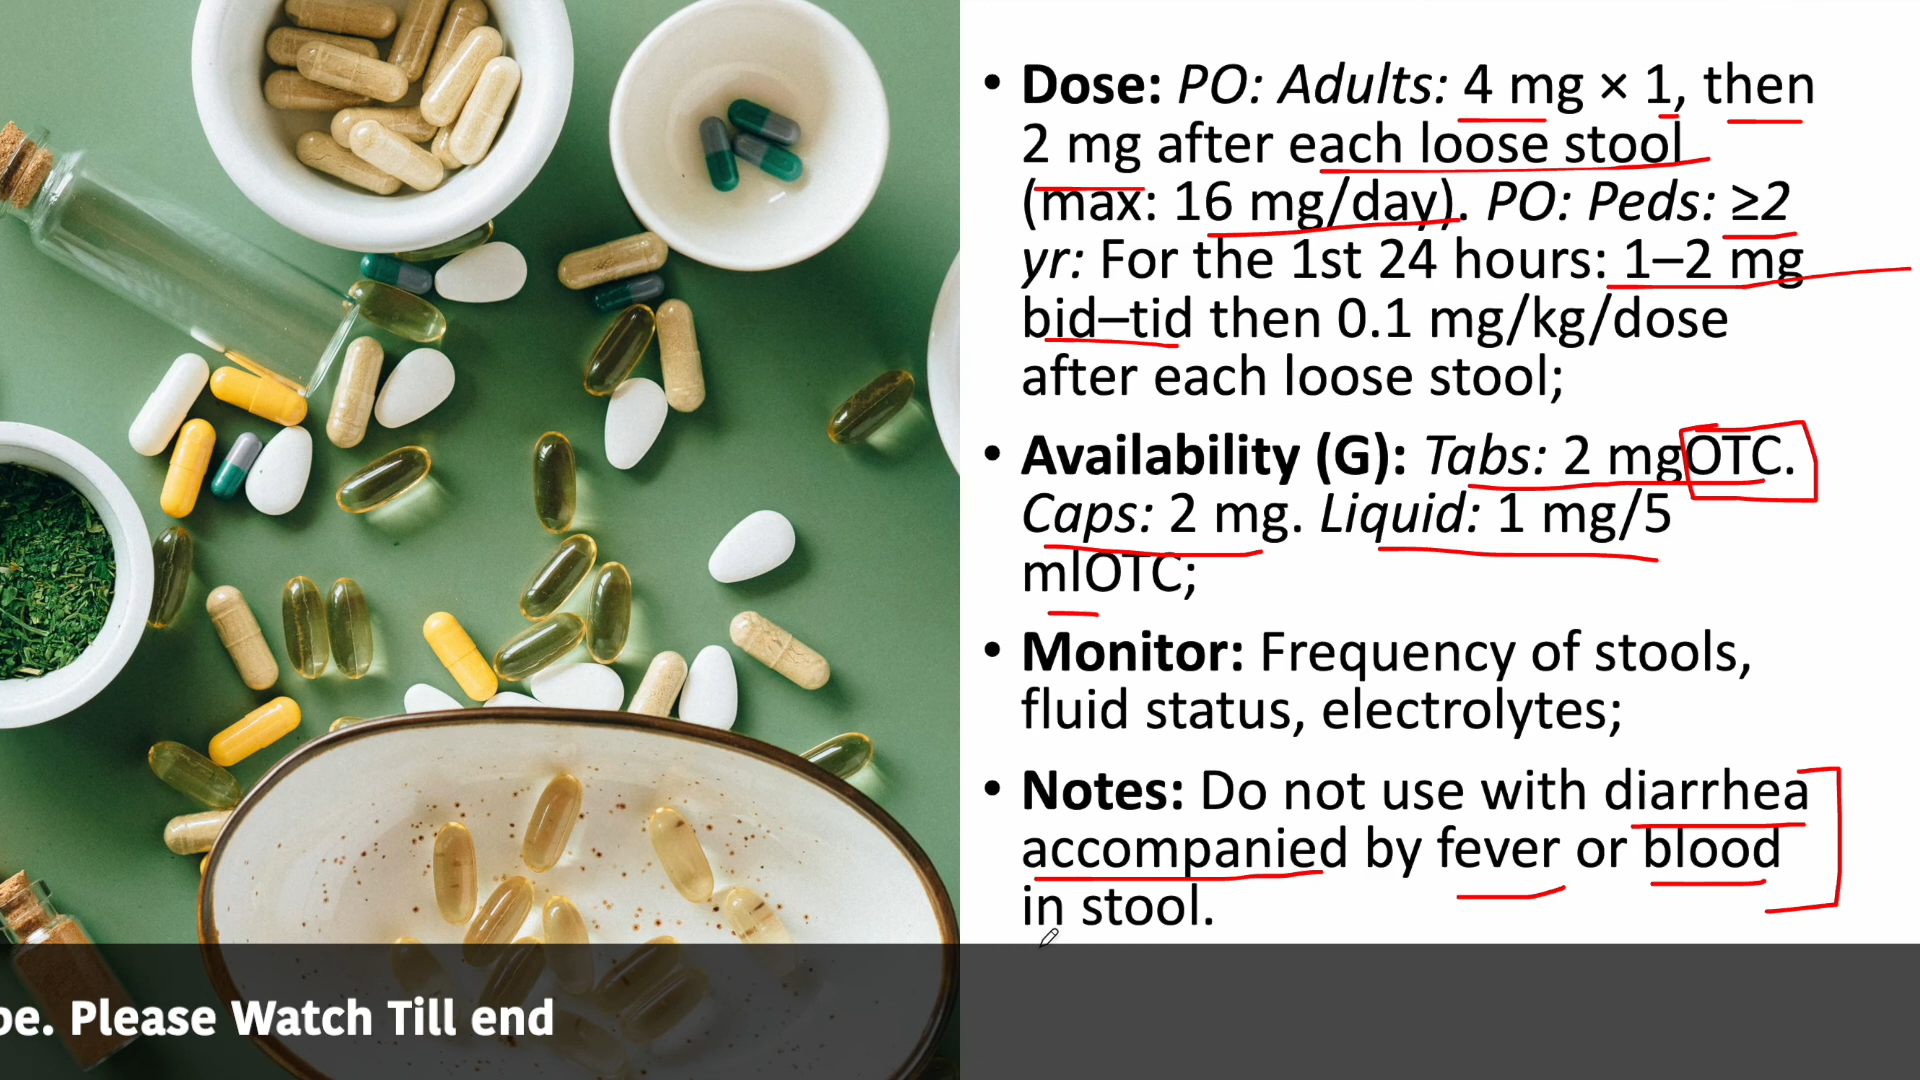 • Dose: PO: Adults: 4 mg × 1, then
2 mg after each loose stool
(max: 16 mg/day). PO: Peds: ≥2
yr: For the 1st 24 hours: 1–2 mg
bid–tid then 0.1 mg/kg/dose
after each loose stool;
• Availability (G): Tabs: 2 mgOTC.
Caps: 2 mg. Liquid: 1 mg/5
mlOTC;
• Monitor: Frequency of stools,
fluid status, electrolytes;
• Notes: Do not use with diarrhea
accompanied by fever or blood
in stool.
be. Please Watch Till end